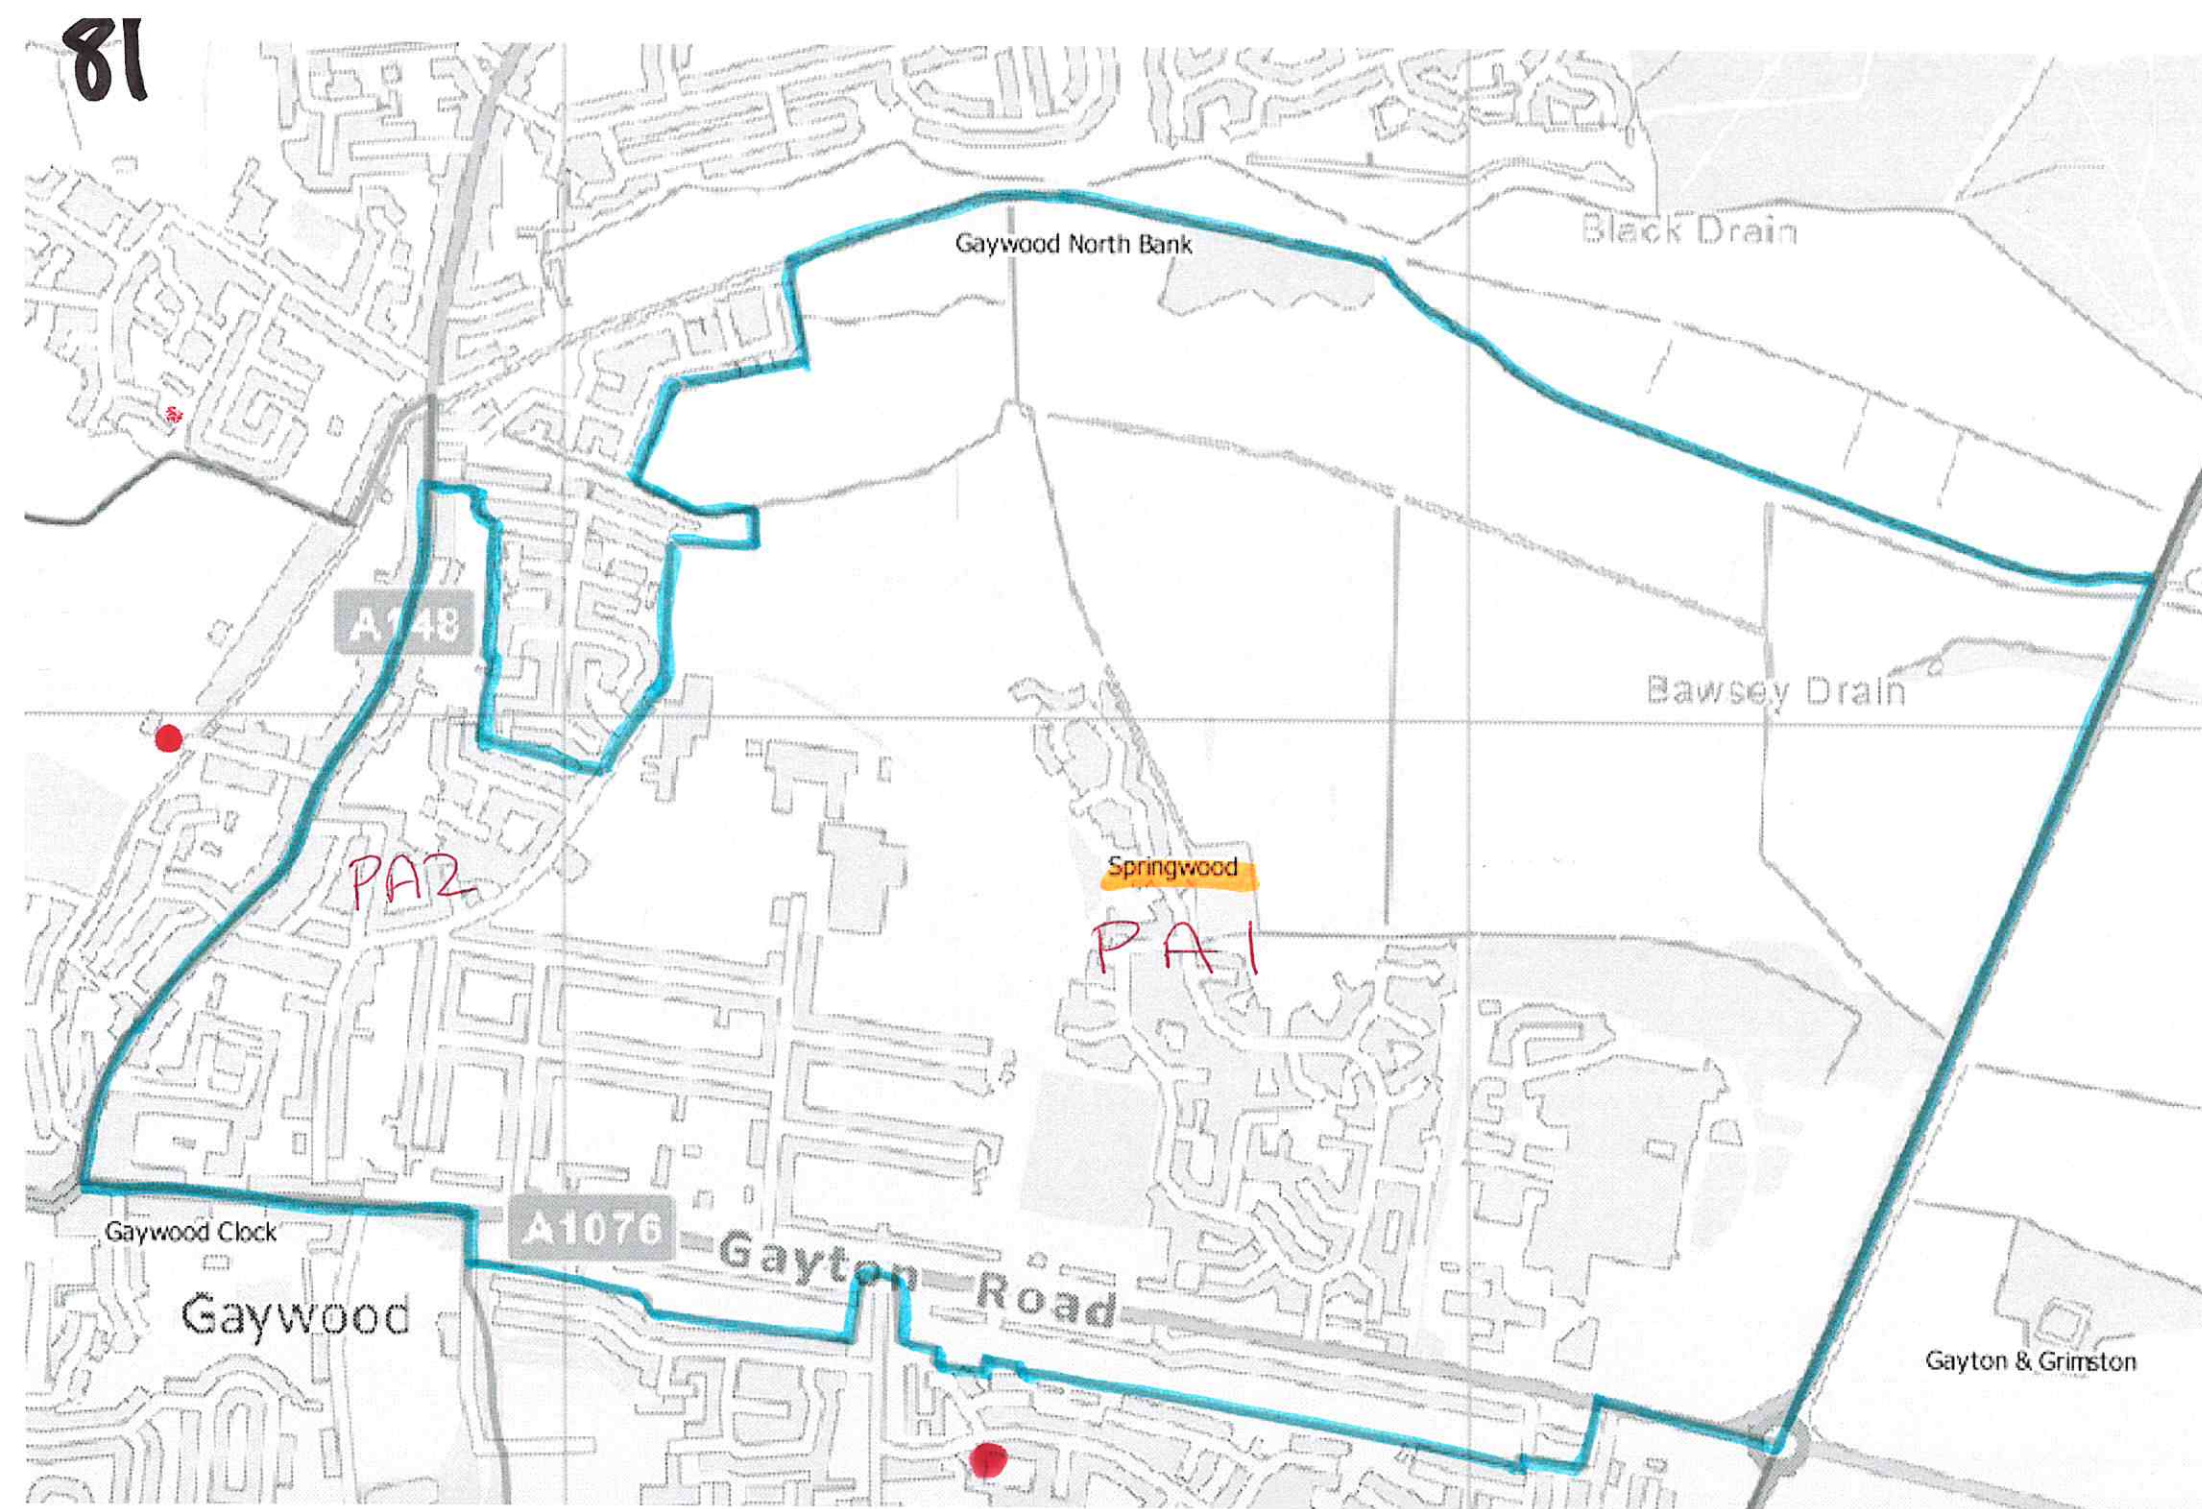 81
Gaywood North Bank
Black Drain
A148
Bawsey Drain
PA2
Springwood
PA1
Gaywood Clock
A1076
Gayton Road
Gaywood
Gayton & Grimston